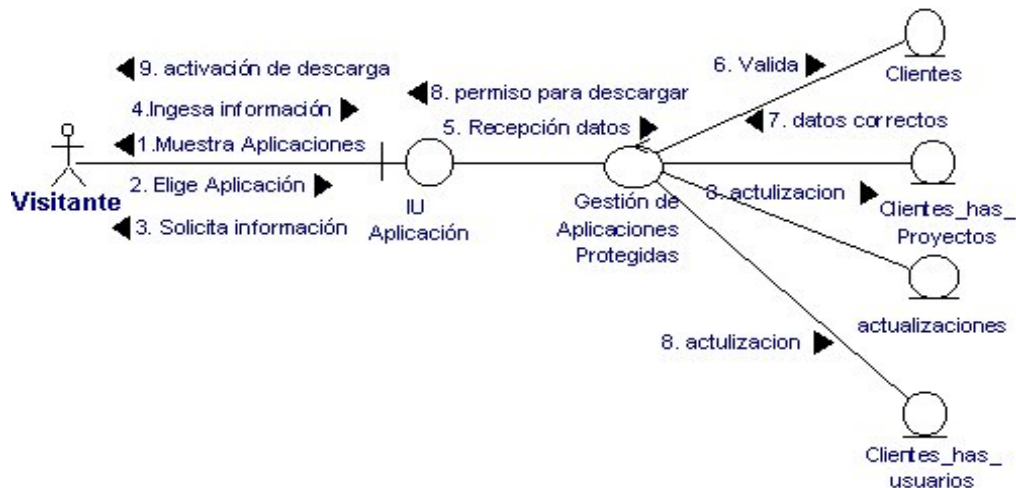 9. activación de descarga
4.Ingesa información
1.Muestra Aplicaciones
2. Elige Aplicación
3. Solicita información
Visitante
8. permiso para descargar
5. Recepción datos
IU
Aplicación
Gestión de
Aplicaciones
Protegidas
6. Valida
7. datos correctos
Clientes
8. actulizacion
Clientes_has_
Proyectos
actualizaciones
8. actulizacion
Clientes_has_
usuarios